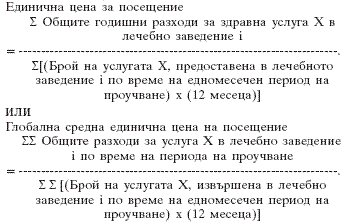 Единична цена за посещение
Σ Общите годишни разходи за здравна услуга X в
лечебно заведение i
= ------------------------------------------------------------.
Σ[(Брой на услугата X, предоставена в лечебното
заведение i по време на едномесечен период на
проучване) x (12 месеца)]
ИЛИ
Глобална средна единична цена на посещение
ΣΣ Общите разходи за услуга X в лечебно заведение
i по време на периода на проучване
= ------------------------------------------------------------.
Σ Σ [(Брой на услугата X, извършена в лечебно
заведение i по време на едномесечен период на
проучване) x (12 месеца)]